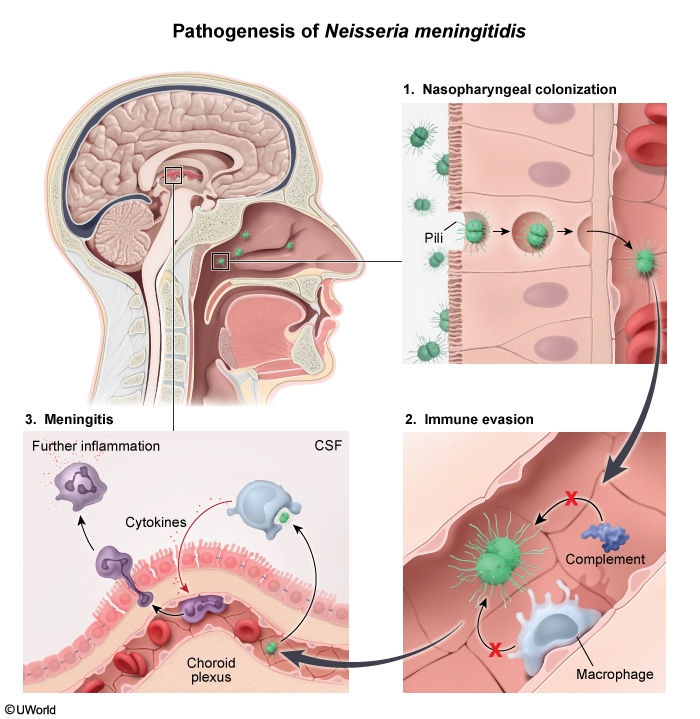 Pathogenesis of Neisseria meningitidis
1. Nasopharyngeal colonization
Pili
2. Immune evasion
Complement
Macrophage
3. Meningitis
Further inflammation
CSF
Cytokines
Choroid
plexus
©UWorld